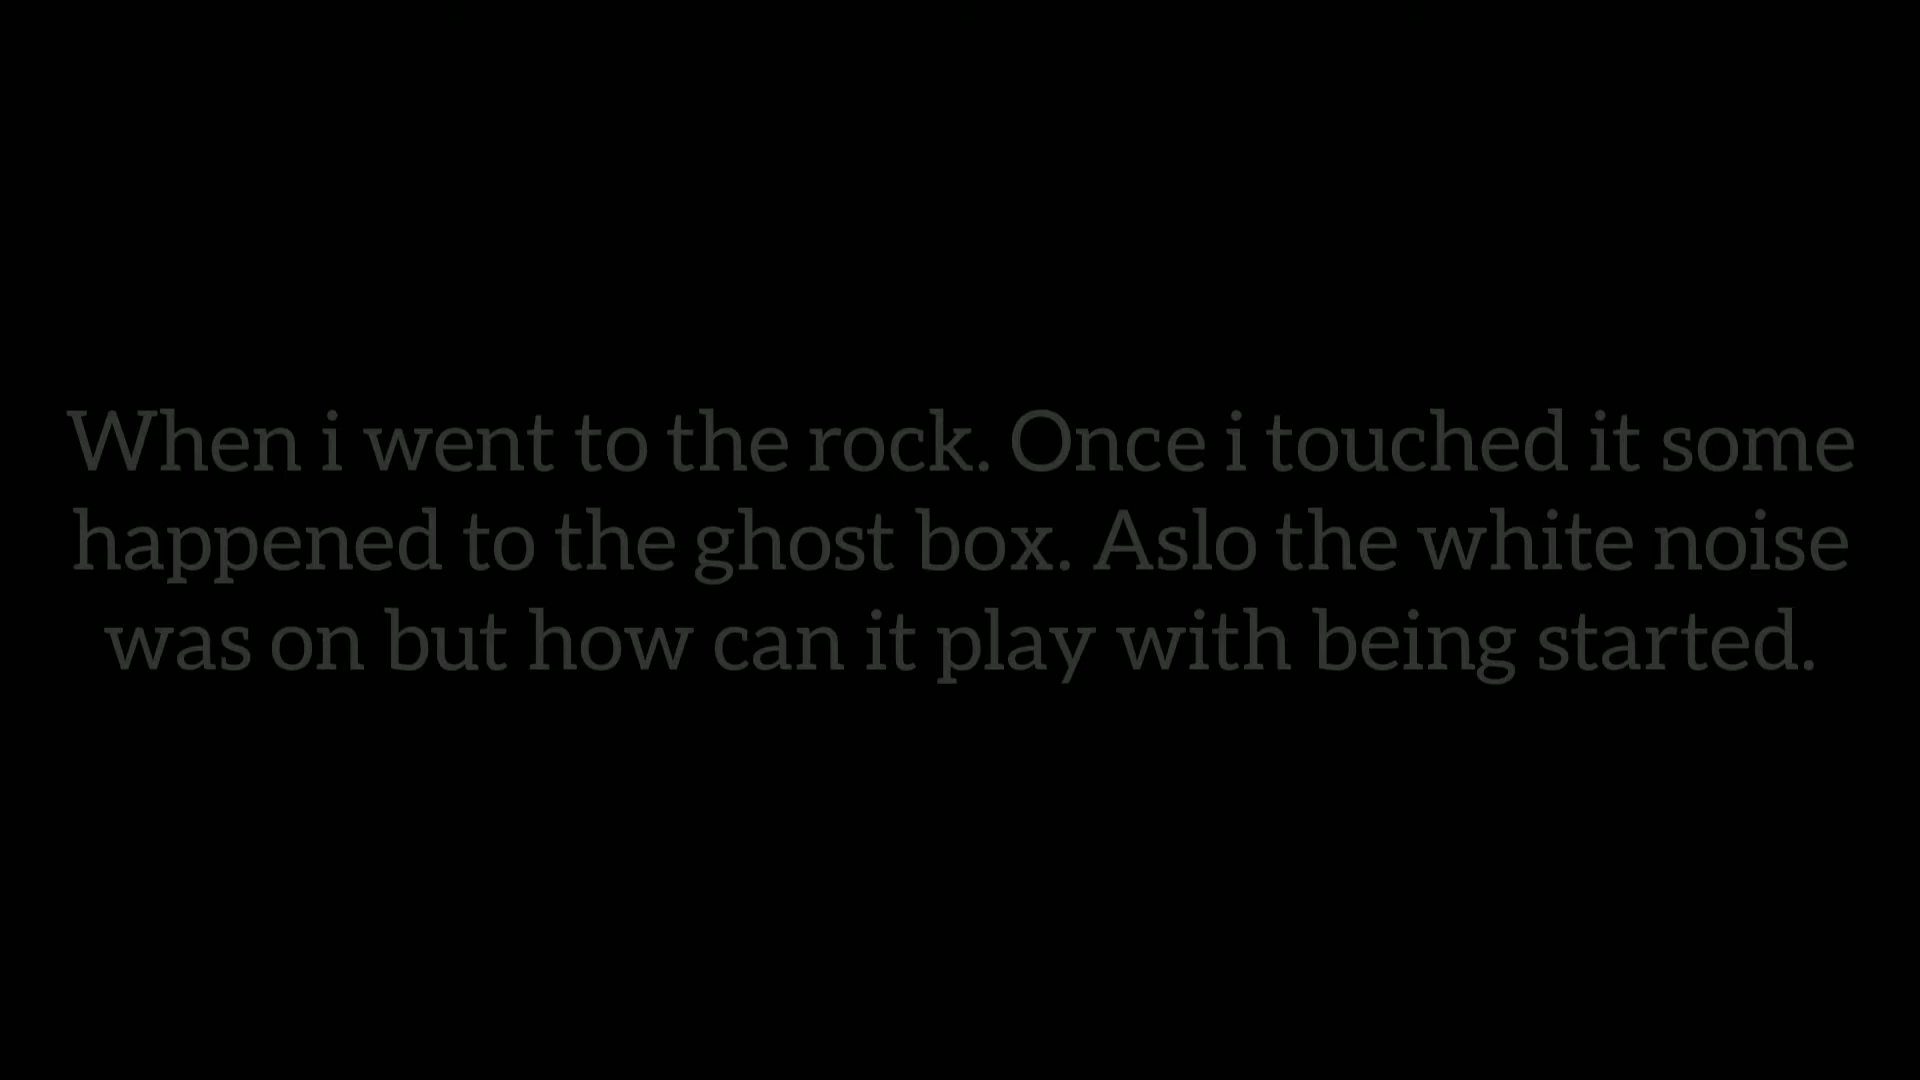 When i went to the rock. Once i touched it some
happened to the ghost box. Aslo the white noise
was on but how can it play with being started.